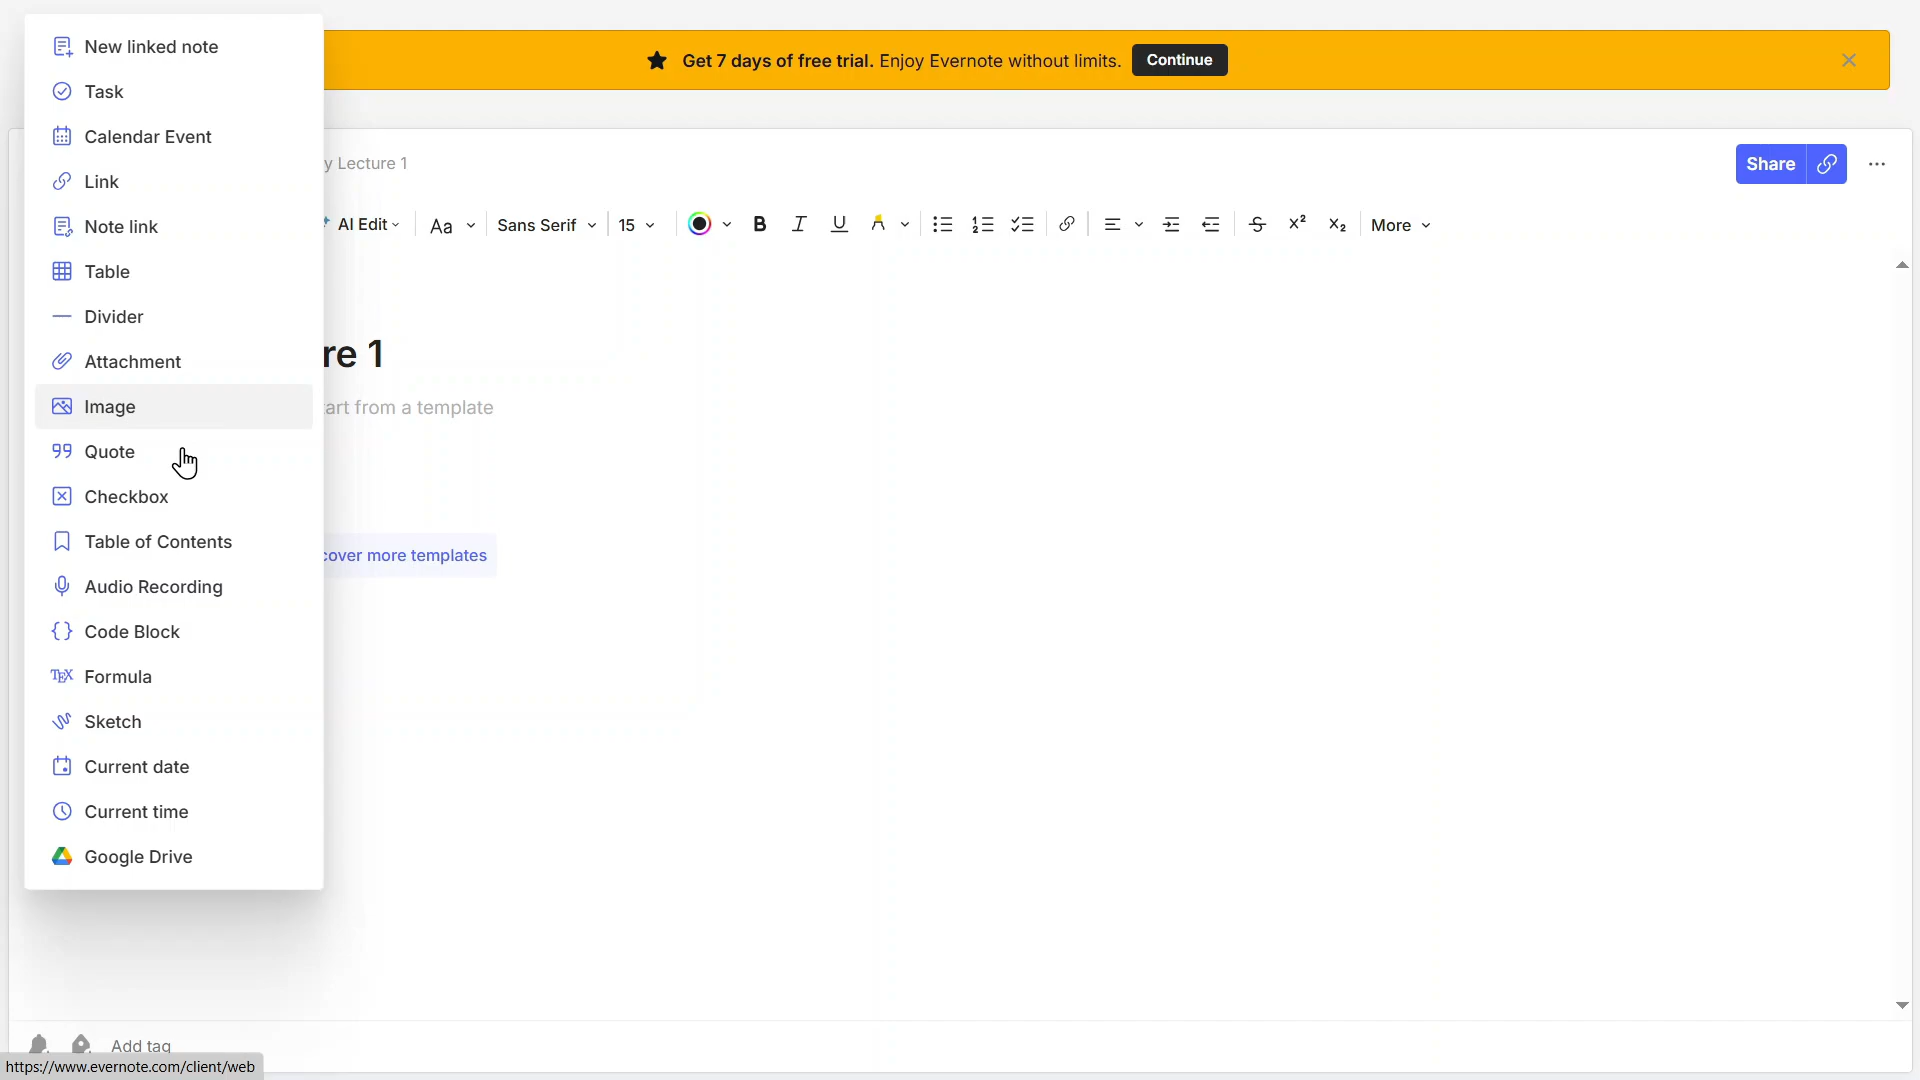 New linked note
Task
Calendar Event
Link
Note link
Table
Divider
Attachment
Image
Quote
Checkbox
Table of Contents
Audio Recording
Code Block
Formula
Sketch
Current date
Current time
Google Drive
Get 7 days of free trial. Enjoy Evernote without limits. Continue
y Lecture 1
Share
AI Edit Aa Sans Serif 15 B I U A X² X₂ More
re 1
art from a template
cover more templates
Add tag
https://www.evernote.com/client/web